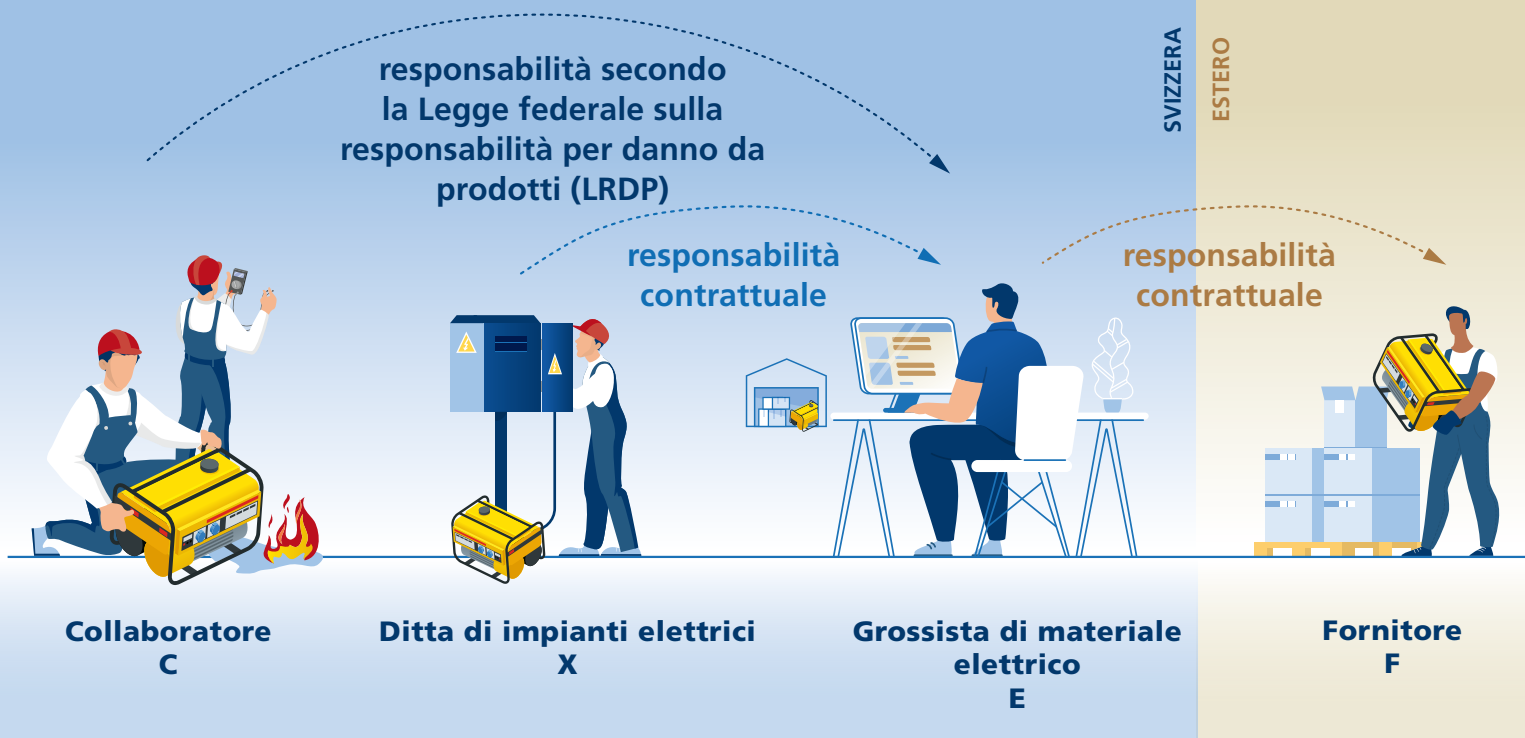 responsabilità secondo
la Legge federale sulla
responsabilità per danno da
prodotti (LRDP)
SVIZZERA
ESTERO
responsabilità
contrattuale
responsabilità
contrattuale
Collaboratore
C
Ditta di impianti elettrici
X
Grossista di materiale
elettrico
E
Fornitore
F